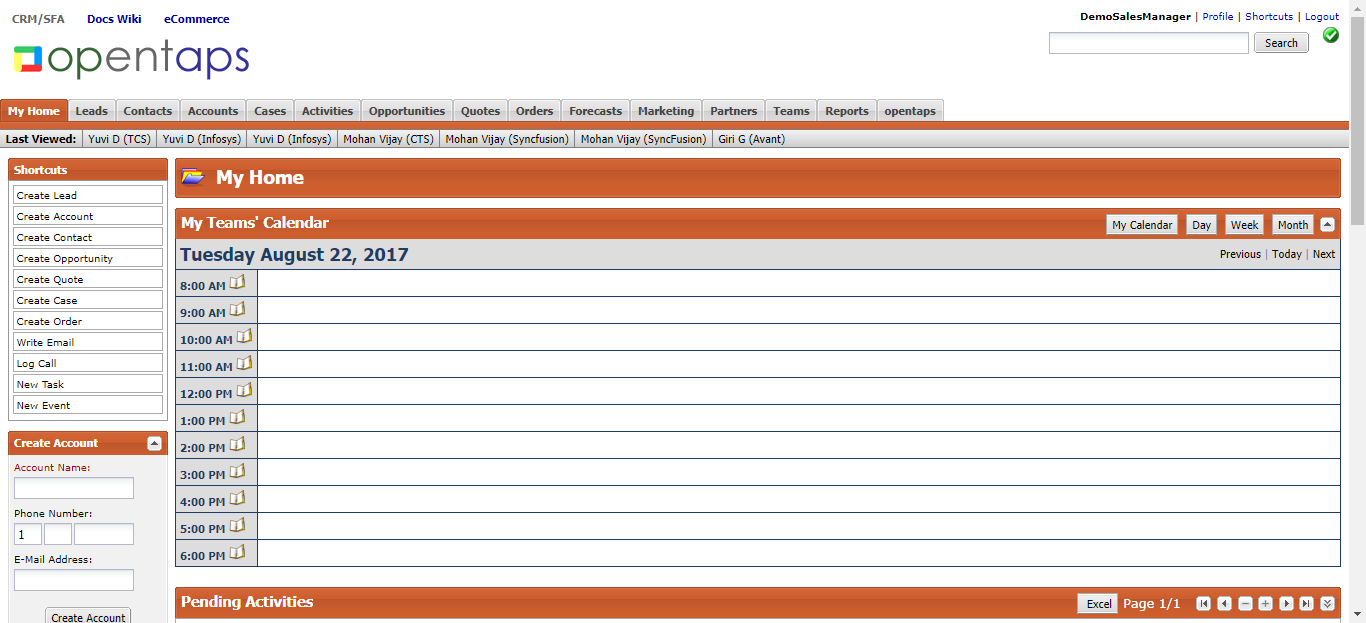 CRM/SFA Docs Wiki eCommerce
DemoSalesManager | Profile | Shortcuts | Logout
opentaps
Search
My Home Leads Contacts Accounts Cases Activities Opportunities Quotes Orders Forecasts Marketing Partners Teams Reports opentaps
Last Viewed: Yuvi D (TCS) Yuvi D (Infosys) Yuvi D (Infosys) Mohan Vijay (CTS) Mohan Vijay (Syncfusion) Mohan Vijay (SyncFusion) Giri G (Avant)
Shortcuts
Create Lead
Create Account
Create Contact
Create Opportunity
Create Quote
Create Case
Create Order
Write Email
Log Call
New Task
New Event
Create Account
Account Name:
Phone Number:
1
E-Mail Address:
Create Account
My Home
My Teams' Calendar My Calendar Day Week Month
Tuesday August 22, 2017 Previous | Today | Next
8:00 AM
9:00 AM
10:00 AM
11:00 AM
12:00 PM
1:00 PM
2:00 PM
3:00 PM
4:00 PM
5:00 PM
6:00 PM
Pending Activities Excel Page 1/1